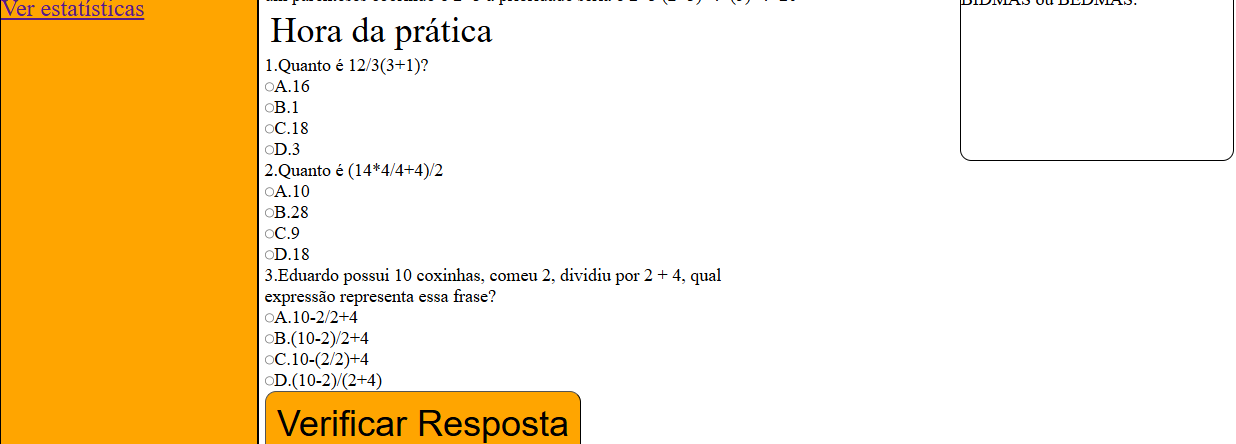 Ver estatísticas
BIDMAS ou BEDMAS.
Hora da prática
1.Quanto é 12/3(3+1)?
A.16
B.1
C.18
D.3
2.Quanto é (14*4/4+4)/2
A.10
B.28
C.9
D.18
3.Eduardo possui 10 coxinhas, comeu 2, dividiu por 2 + 4, qual
expressão representa essa frase?
A.10-2/2+4
B.(10-2)/2+4
C.10-(2/2)+4
D.(10-2)/(2+4)
Verificar Resposta